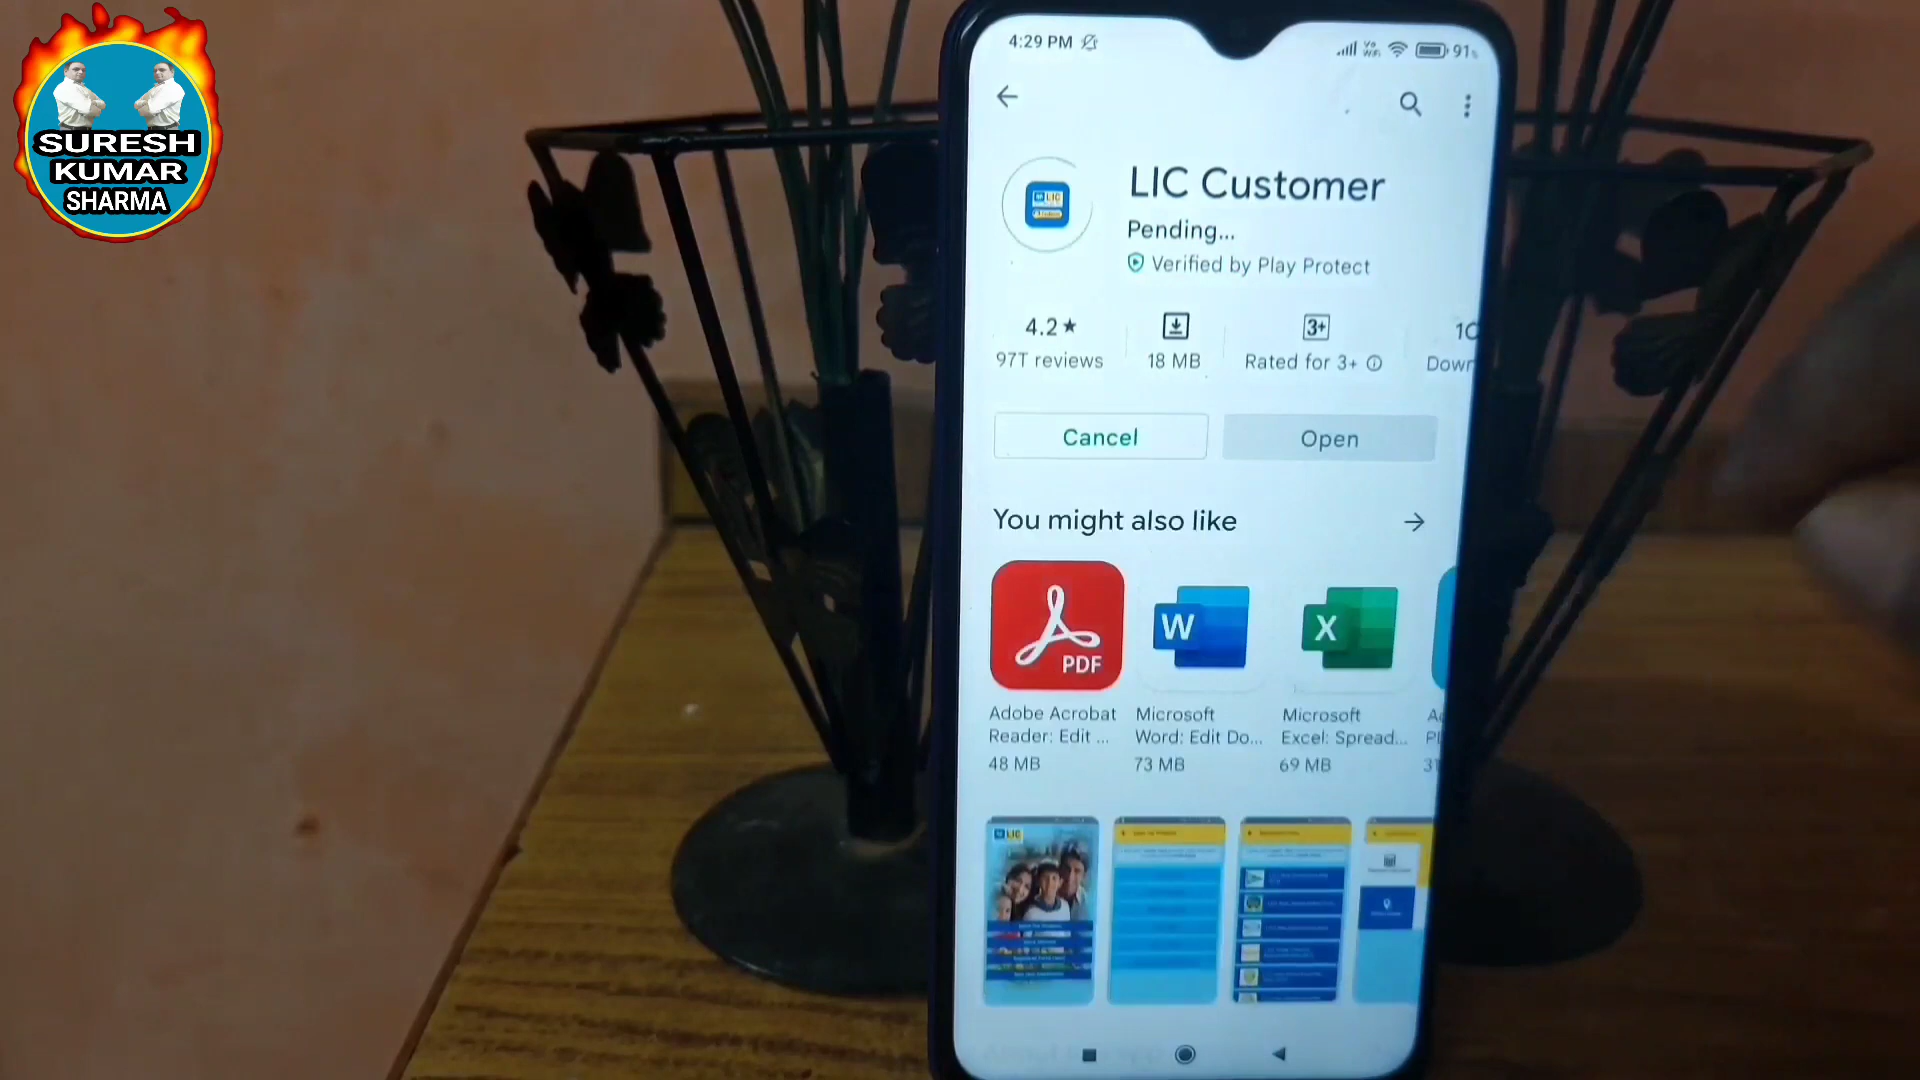 SURESH
KUMAR
SHARMA
4:29 PM
91%
LIC Customer
Pending...
Verified by Play Protect
4.2★
97T reviews
18 MB
3+
Rated for 3+
Cancel
Open
You might also like
PDF
W
X
Adobe Acrobat
Reader: Edit ...
48 MB
Microsoft
Word: Edit Do...
73 MB
Microsoft
Excel: Spread...
69 MB
LIC